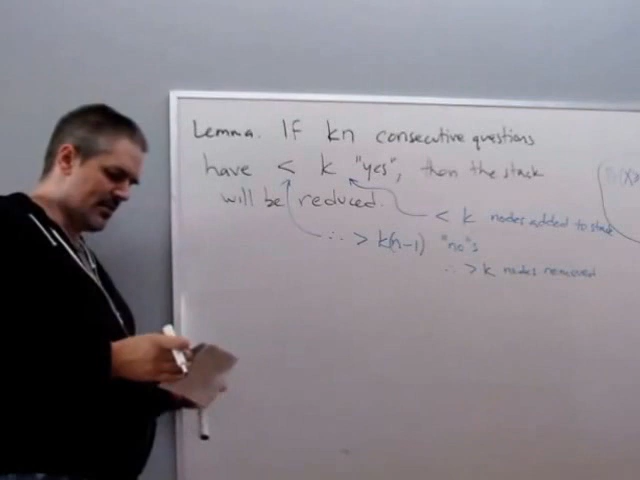 Lemma. If kn consecutive questions
have < k "yes", then the stack
will be reduced.
< k nodes added to stack
∴ > k(n-1) "no"s
∴ > k nodes removed